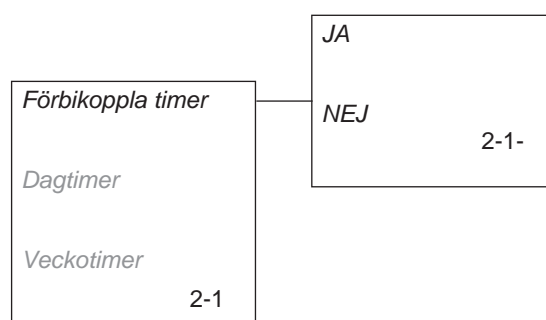 JA
NEJ
2-1-
Förbikoppla timer
Dagtimer
Veckotimer
2-1